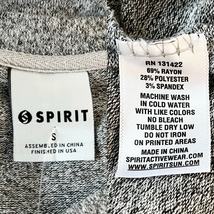 SPIRIT
S
ASSEMBLED IN CHINA
FINISHED IN USA
RN 131422
69% RAYON
28% POLYESTER
3% SPANDEX
MACHINE WASH
IN COLD WATER
WITH LIKE COLORS
NO BLEACH
TUMBLE DRY LOW
DO NOT IRON
ON PRINTED AREAS
MADE IN CHINA
SPIRITACTIVEWEAR.COM
WWW.SPIRITSUN.COM